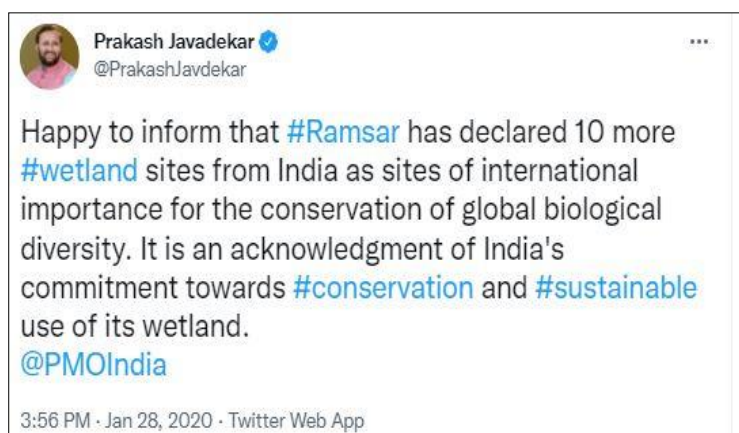 Prakash Javadekar
@PrakashJavdekar
Happy to inform that #Ramsar has declared 10 more
#wetland sites from India as sites of international
importance for the conservation of global biological
diversity. It is an acknowledgment of India's
commitment towards #conservation and #sustainable
use of its wetland.
@PMOIndia
3:56 PM · Jan 28, 2020 · Twitter Web App